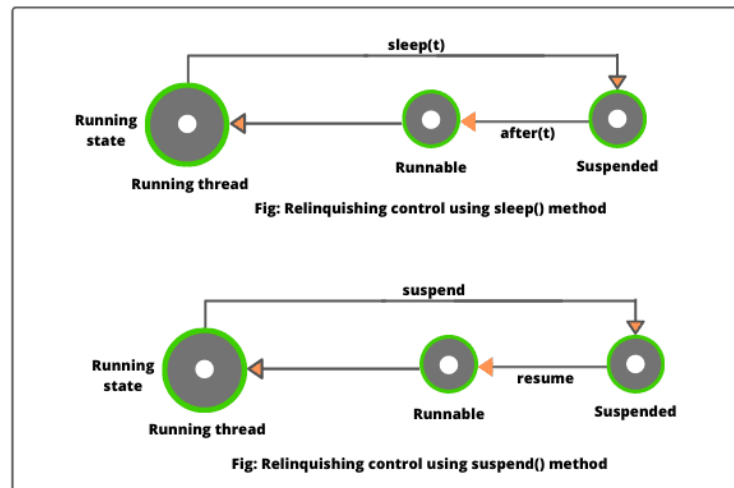 sleep(t)
Running
state
after(t)
Runnable
Suspended
Running thread
Fig: Relinquishing control using sleep() method
suspend
Running
state
resume
Runnable
Suspended
Running thread
Fig: Relinquishing control using suspend() method